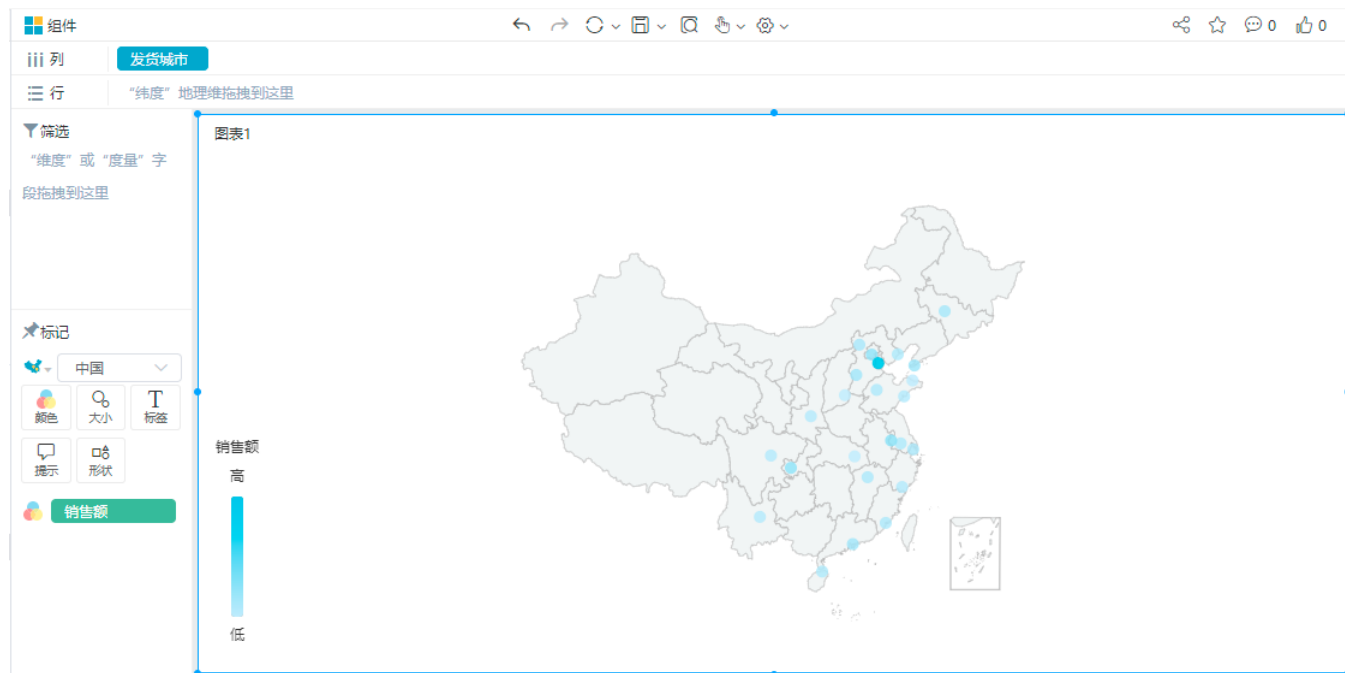 组件
0
0
列
发货城市
行
“纬度”地理维拖拽到这里
筛选
“维度”或“度量”字
段拖拽到这里
图表1
标记
中国
颜色
大小
T
标签
提示
形状
销售额
销售额
高
低